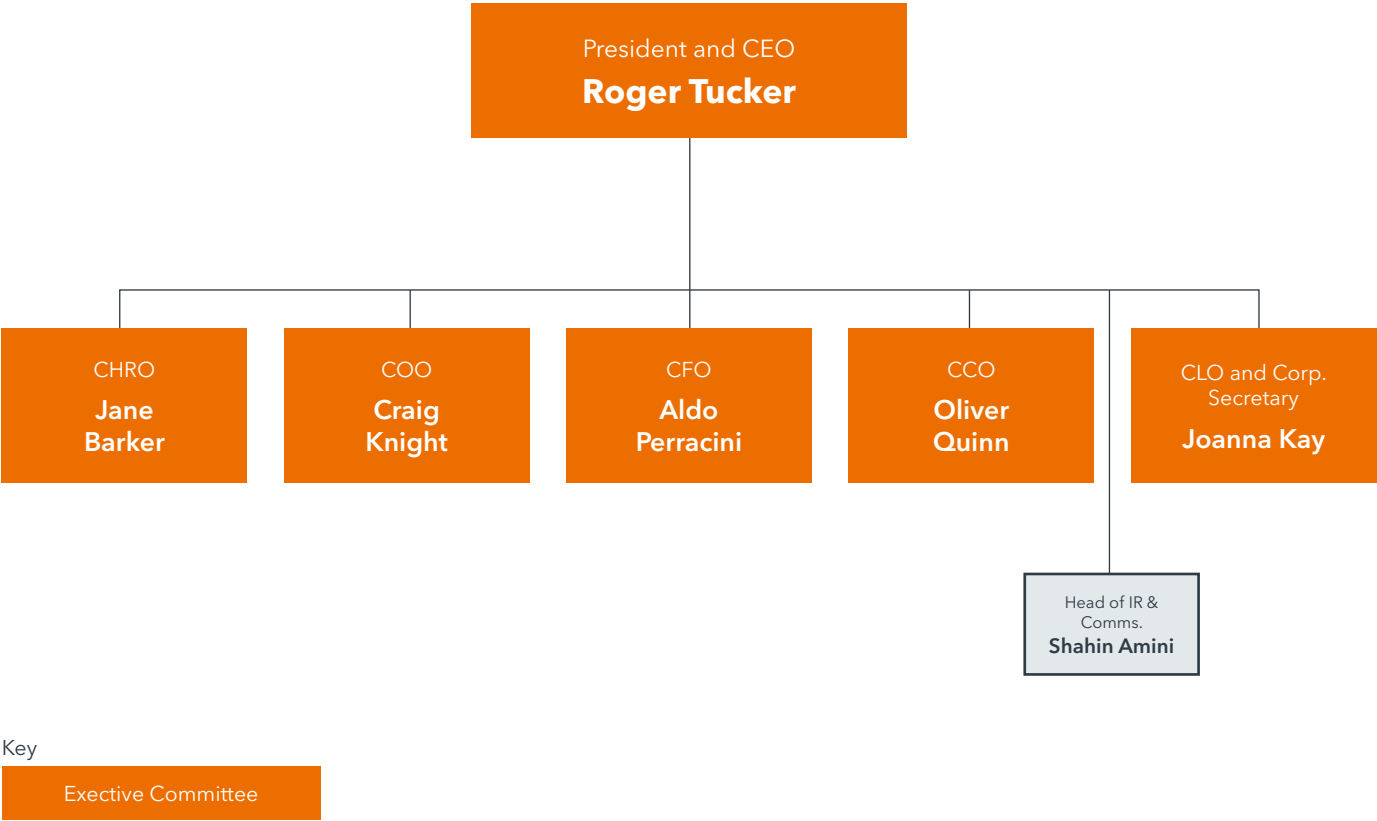 President and CEO
Roger Tucker
CHRO
Jane
Barker
COO
Craig
Knight
CFO
Aldo
Perracini
CCO
Oliver
Quinn
CLO and Corp.
Secretary
Joanna Kay
Head of IR &
Comms.
Shahin Amini
Key
Exective Committee